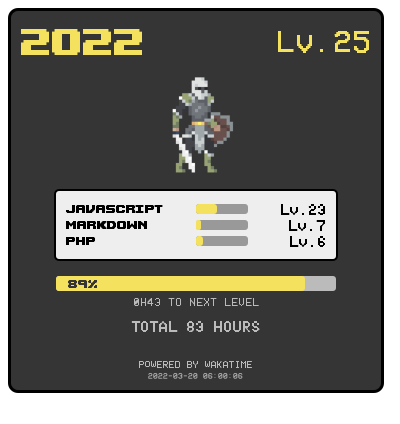 2022 Lv.25
JAVASCRIPT Lv.23
MARKDOWN Lv.7
PHP Lv.6
89%
0H43 TO NEXT LEVEL
TOTAL 83 HOURS
POWERED BY WAKATIME
2022-03-20 06:00:06